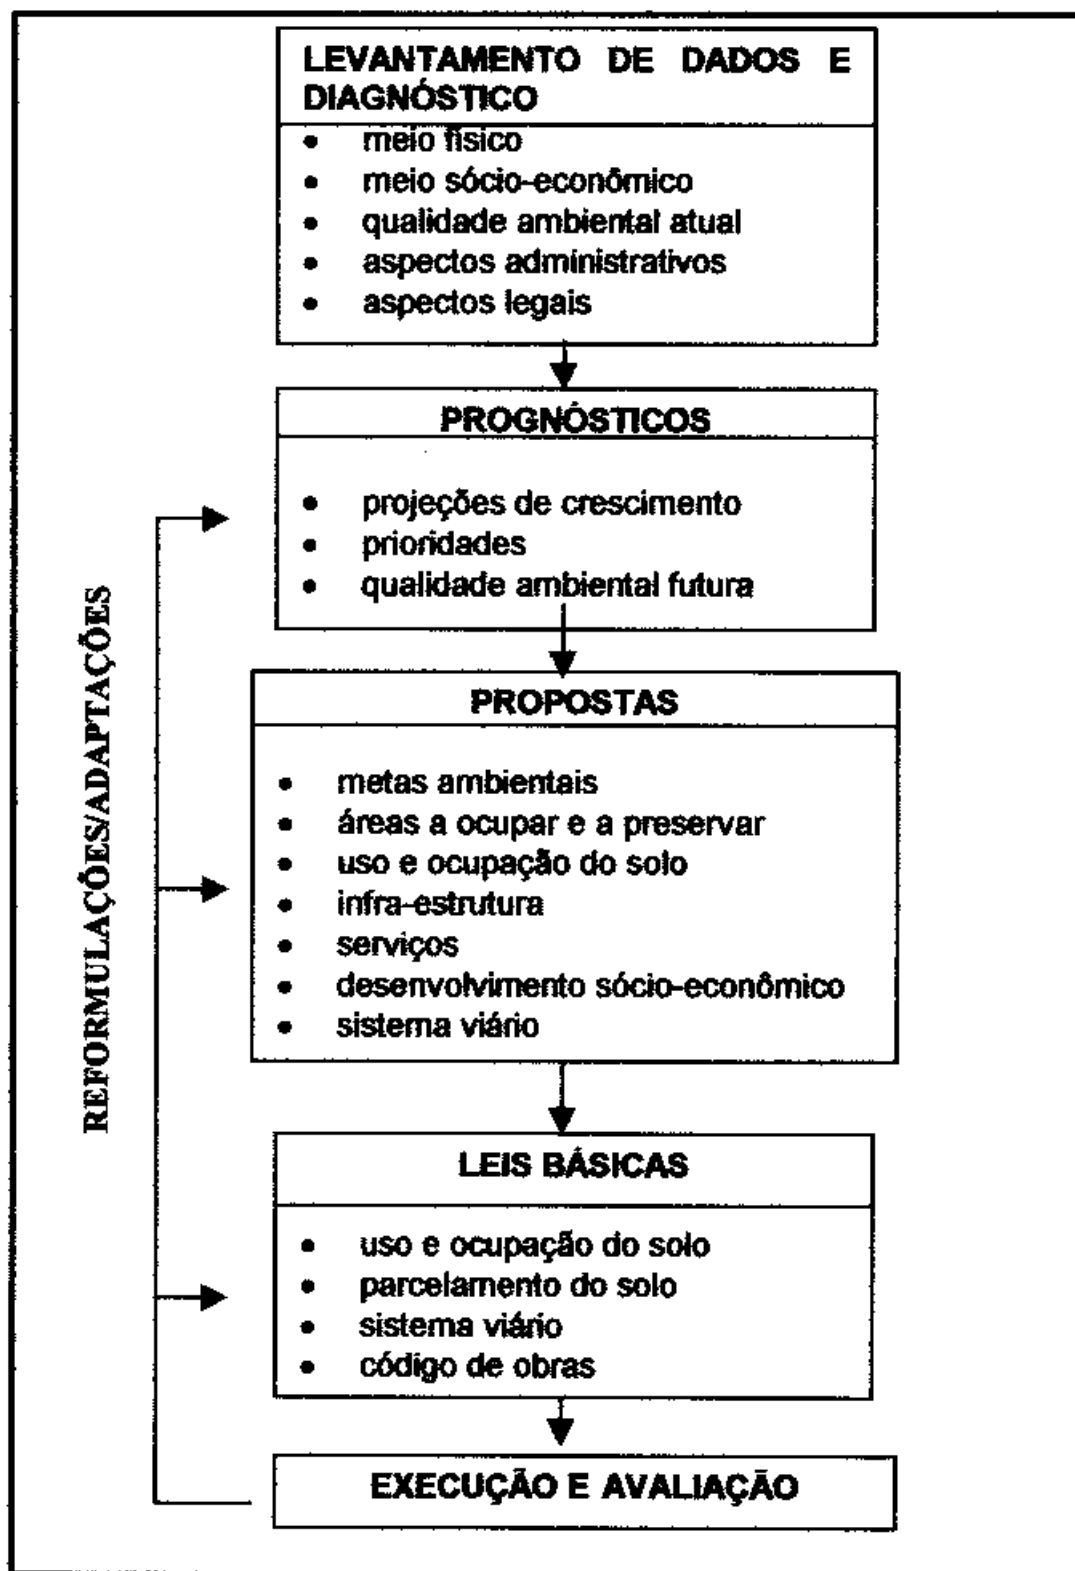 LEVANTAMENTO DE DADOS E
DIAGNÓSTICO
• meio físico
• meio sócio-econômico
• qualidade ambiental atual
• aspectos administrativos
• aspectos legais
PROGNÓSTICOS
• projeções de crescimento
• prioridades
• qualidade ambiental futura
PROPOSTAS
• metas ambientais
• áreas a ocupar e a preservar
• uso e ocupação do solo
• infra-estrutura
• serviços
• desenvolvimento sócio-econômico
• sistema viário
LEIS BÁSICAS
• uso e ocupação do solo
• parcelamento do solo
• sistema viário
• código de obras
EXECUÇÃO E AVALIAÇÃO
REFORMULAÇÕES/ADAPTAÇÕES